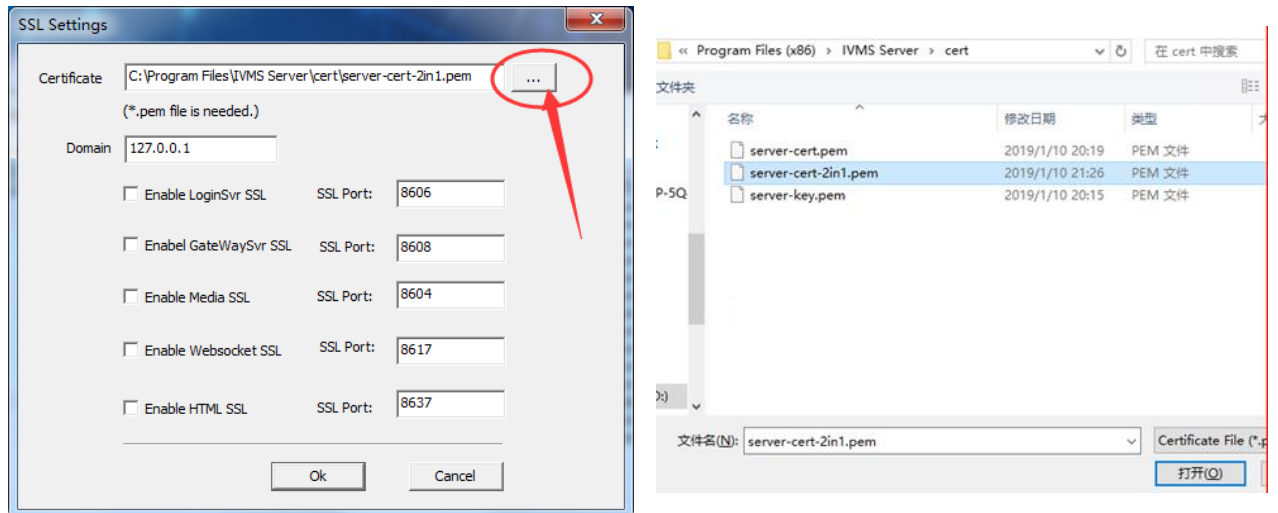 SSL Settings
Certificate C:\Program Files\IVMS Server\cert\server-cert-2in1.pem ...
(*.pem file is needed.)
Domain 127.0.0.1
Enable LoginSvr SSL SSL Port: 8606
Enabel GateWaySvr SSL SSL Port: 8608
Enable Media SSL SSL Port: 8604
Enable Websocket SSL SSL Port: 8617
Enable HTML SSL SSL Port: 8637
Ok Cancel
« Program Files (x86) › IVMS Server › cert 在 cert 中搜索
文件夹
名称 修改日期 类型
server-cert.pem 2019/1/10 20:19 PEM 文件
server-cert-2in1.pem 2019/1/10 21:26 PEM 文件
P-5Q
server-key.pem 2019/1/10 20:15 PEM 文件
):)
文件名(N): server-cert-2in1.pem Certificate File (*.p
打开(O)